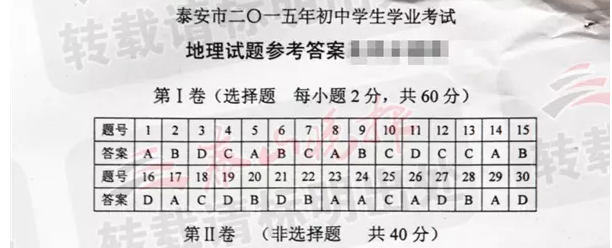 泰安市二〇一五年初中学生学业考试
地理试题参考答案
第Ⅰ卷（选择题 每小题2分，共60分）
题号 1 2 3 4 5 6 7 8 9 10 11 12 13 14 15
答案 A B D C A B C A B C D C C A B
题号 16 17 18 19 20 21 22 23 24 25 26 27 28 29 30
答案 D A C D B D B A A C A D B A D
第Ⅱ卷 （非选择题 共40分）